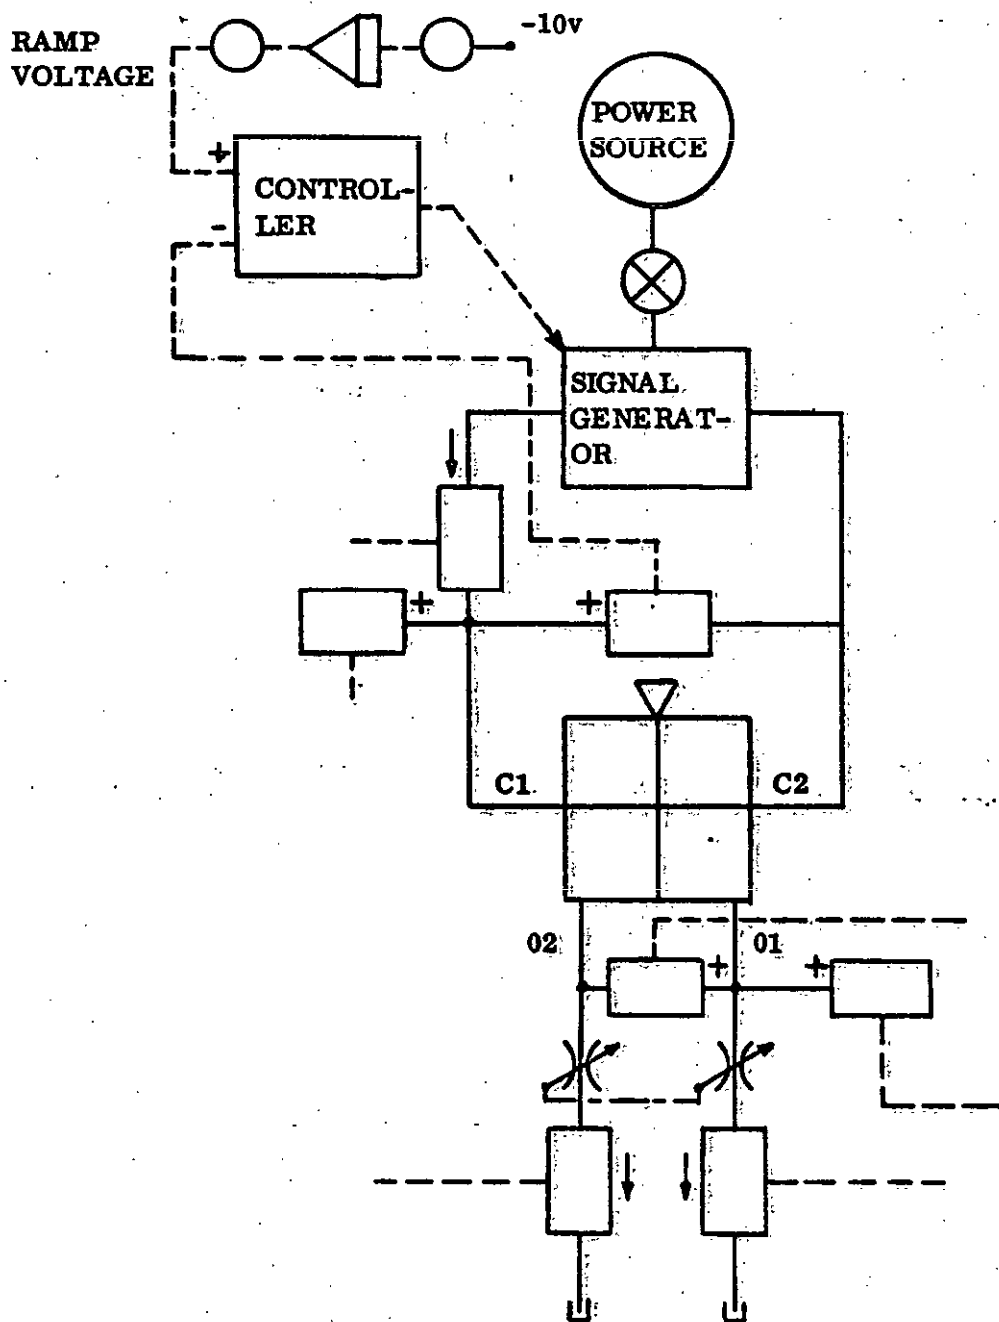 -10v
RAMP
VOLTAGE
POWER
SOURCE
+
CONTROL-
LER
-
SIGNAL
GENERAT-
OR
+
+
C1
C2
02
01
+
+